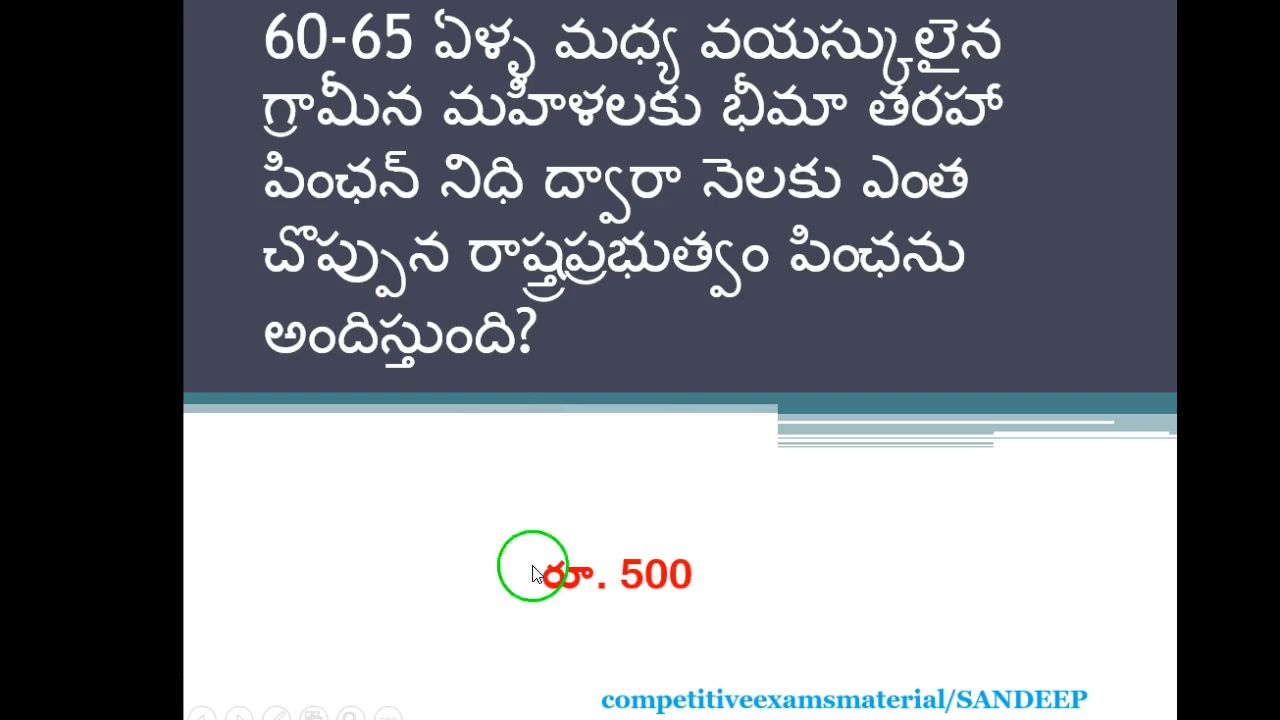 60-65 ఏళ్ళ మధ్య వయస్కులైన
గ్రామీన మహిళలకు భీమా తరహా
పింఛన్ నిధి ద్వారా నెలకు ఎంత
చొప్పున రాష్ట్రప్రభుత్వం పింఛను
అందిస్తుంది?
రూ. 500
competitiveexamsmaterial/SANDEEP